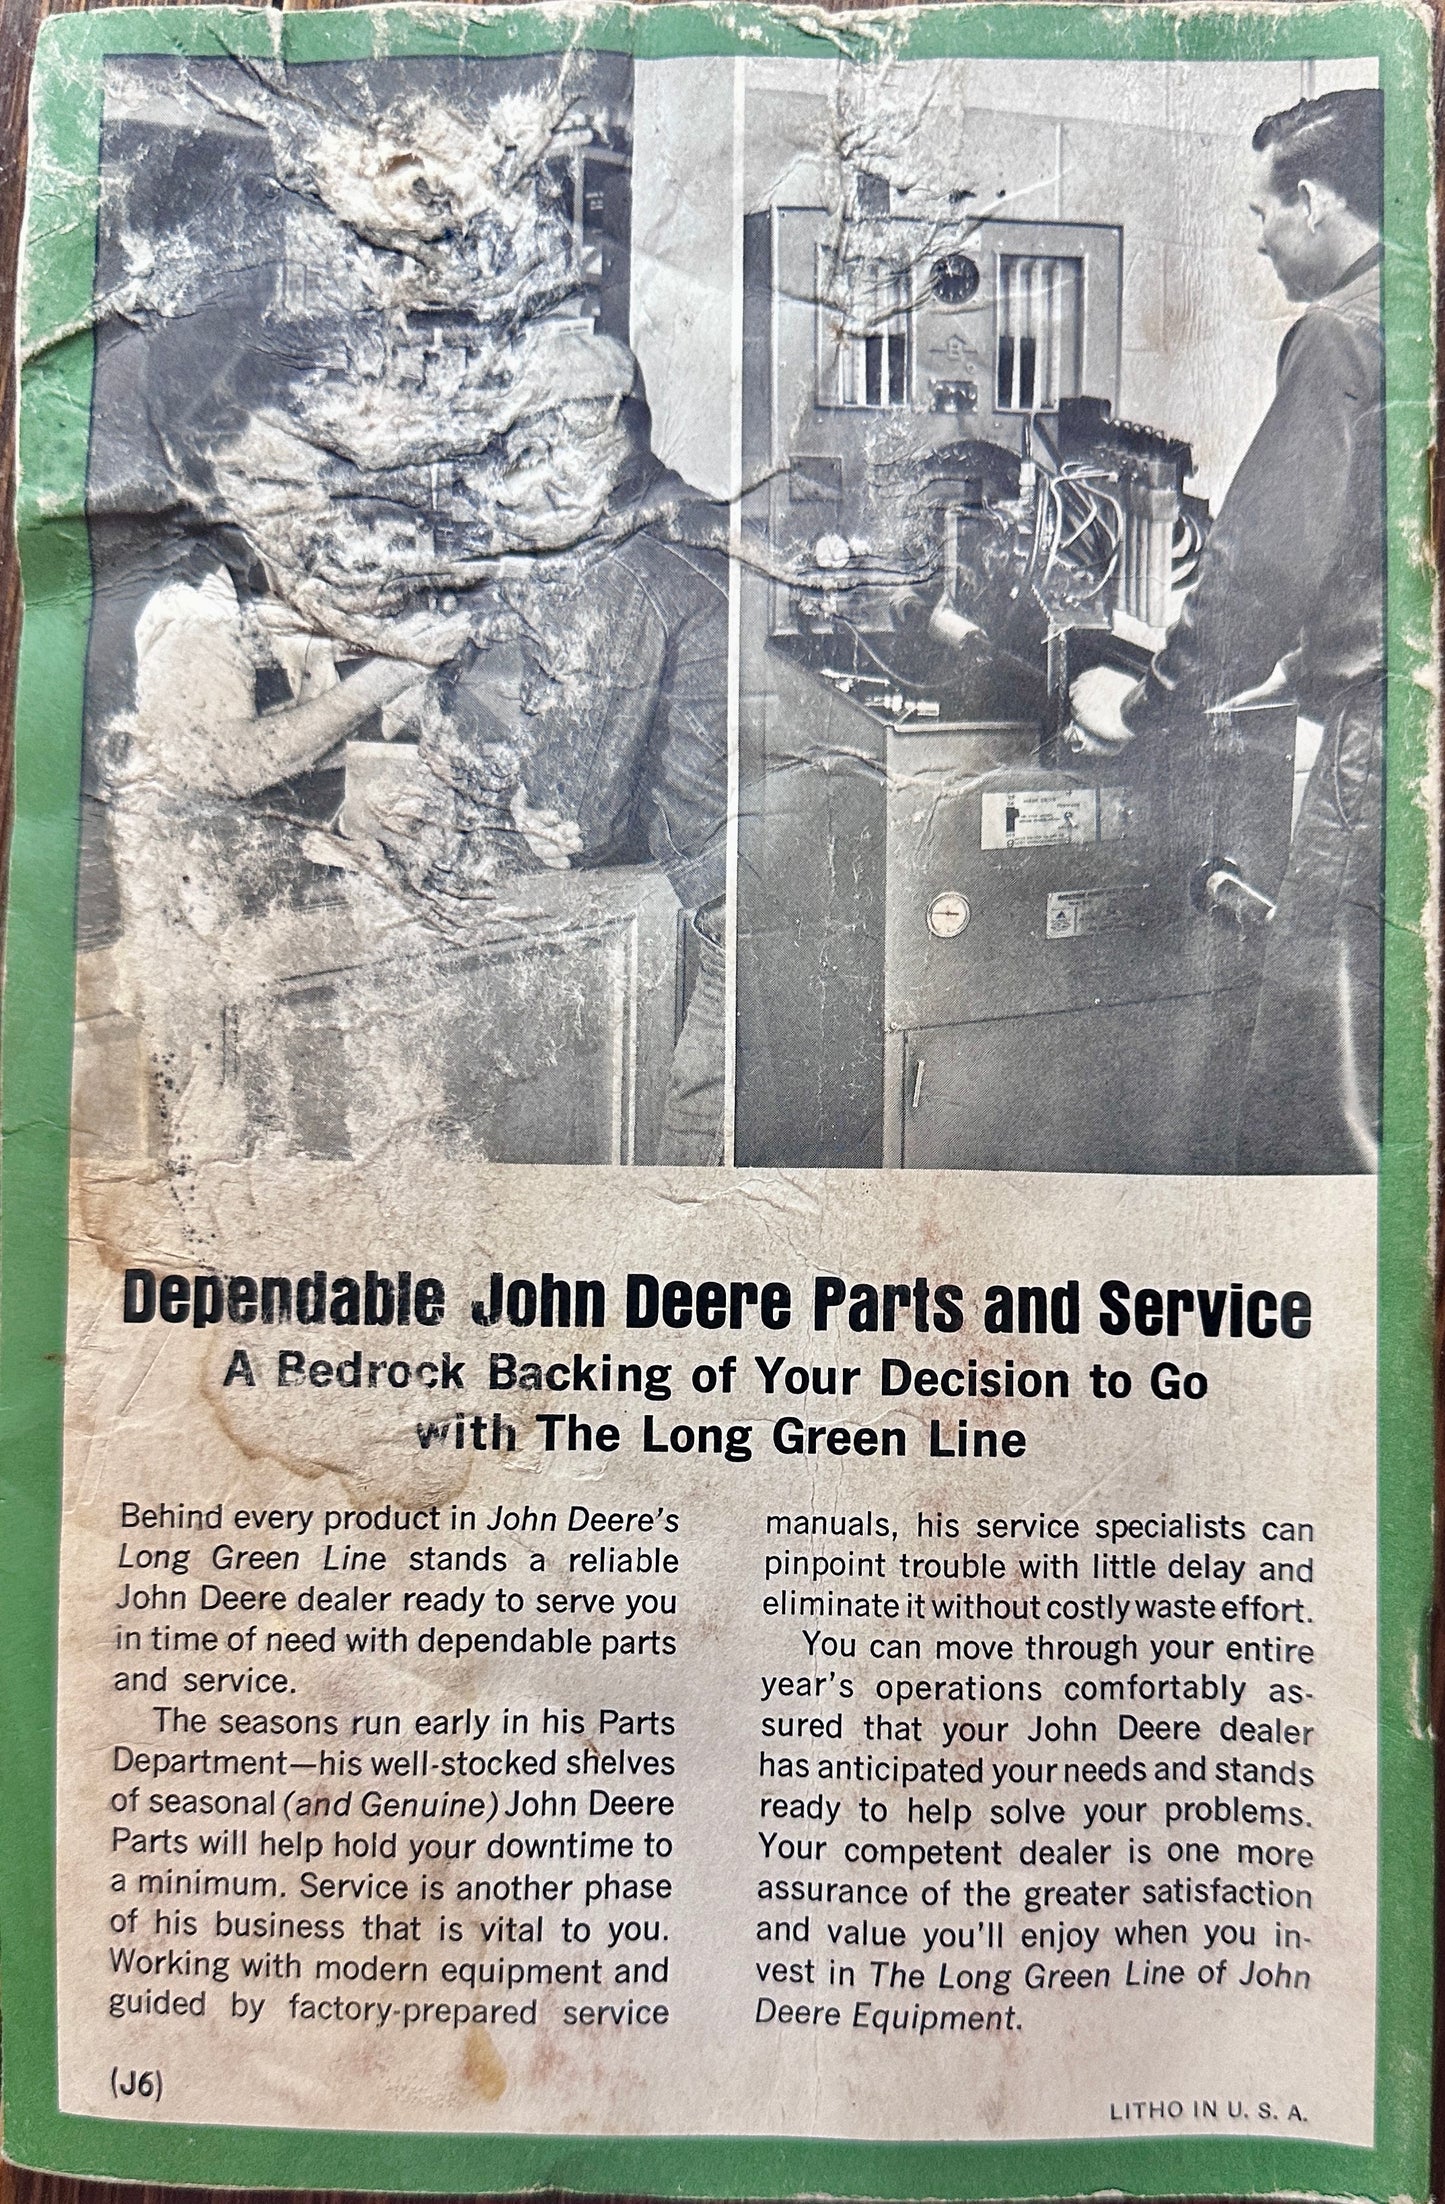 Dependable John Deere Parts and Service
A Bedrock Backing of Your Decision to Go
with The Long Green Line
Behind every product in John Deere's
Long Green Line stands a reliable
John Deere dealer ready to serve you
in time of need with dependable parts
and service.
The seasons run early in his Parts
Department—his well-stocked shelves
of seasonal (and Genuine) John Deere
Parts will help hold your downtime to
a minimum. Service is another phase
of his business that is vital to you.
Working with modern equipment and
guided by factory-prepared service
manuals, his service specialists can
pinpoint trouble with little delay and
eliminate it without costly waste effort.
You can move through your entire
year's operations comfortably as-
sured that your John Deere dealer
has anticipated your needs and stands
ready to help solve your problems.
Your competent dealer is one more
assurance of the greater satisfaction
and value you'll enjoy when you in-
vest in The Long Green Line of John
Deere Equipment.
(J6)
LITHO IN U. S. A.